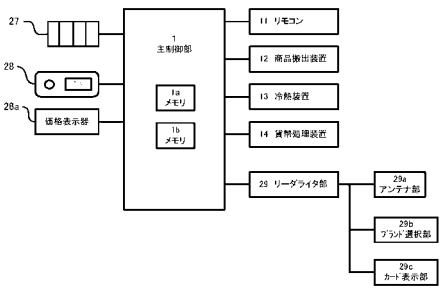 27
28
28a
価格表示器
1
主制御部
1a
メモリ
1b
メモリ
11 リモコン
12 商品搬出装置
13 冷熱装置
14 貨幣処理装置
29 リーダライタ部
29a
アンテナ部
29b
ブランド選択部
29c
カード表示部